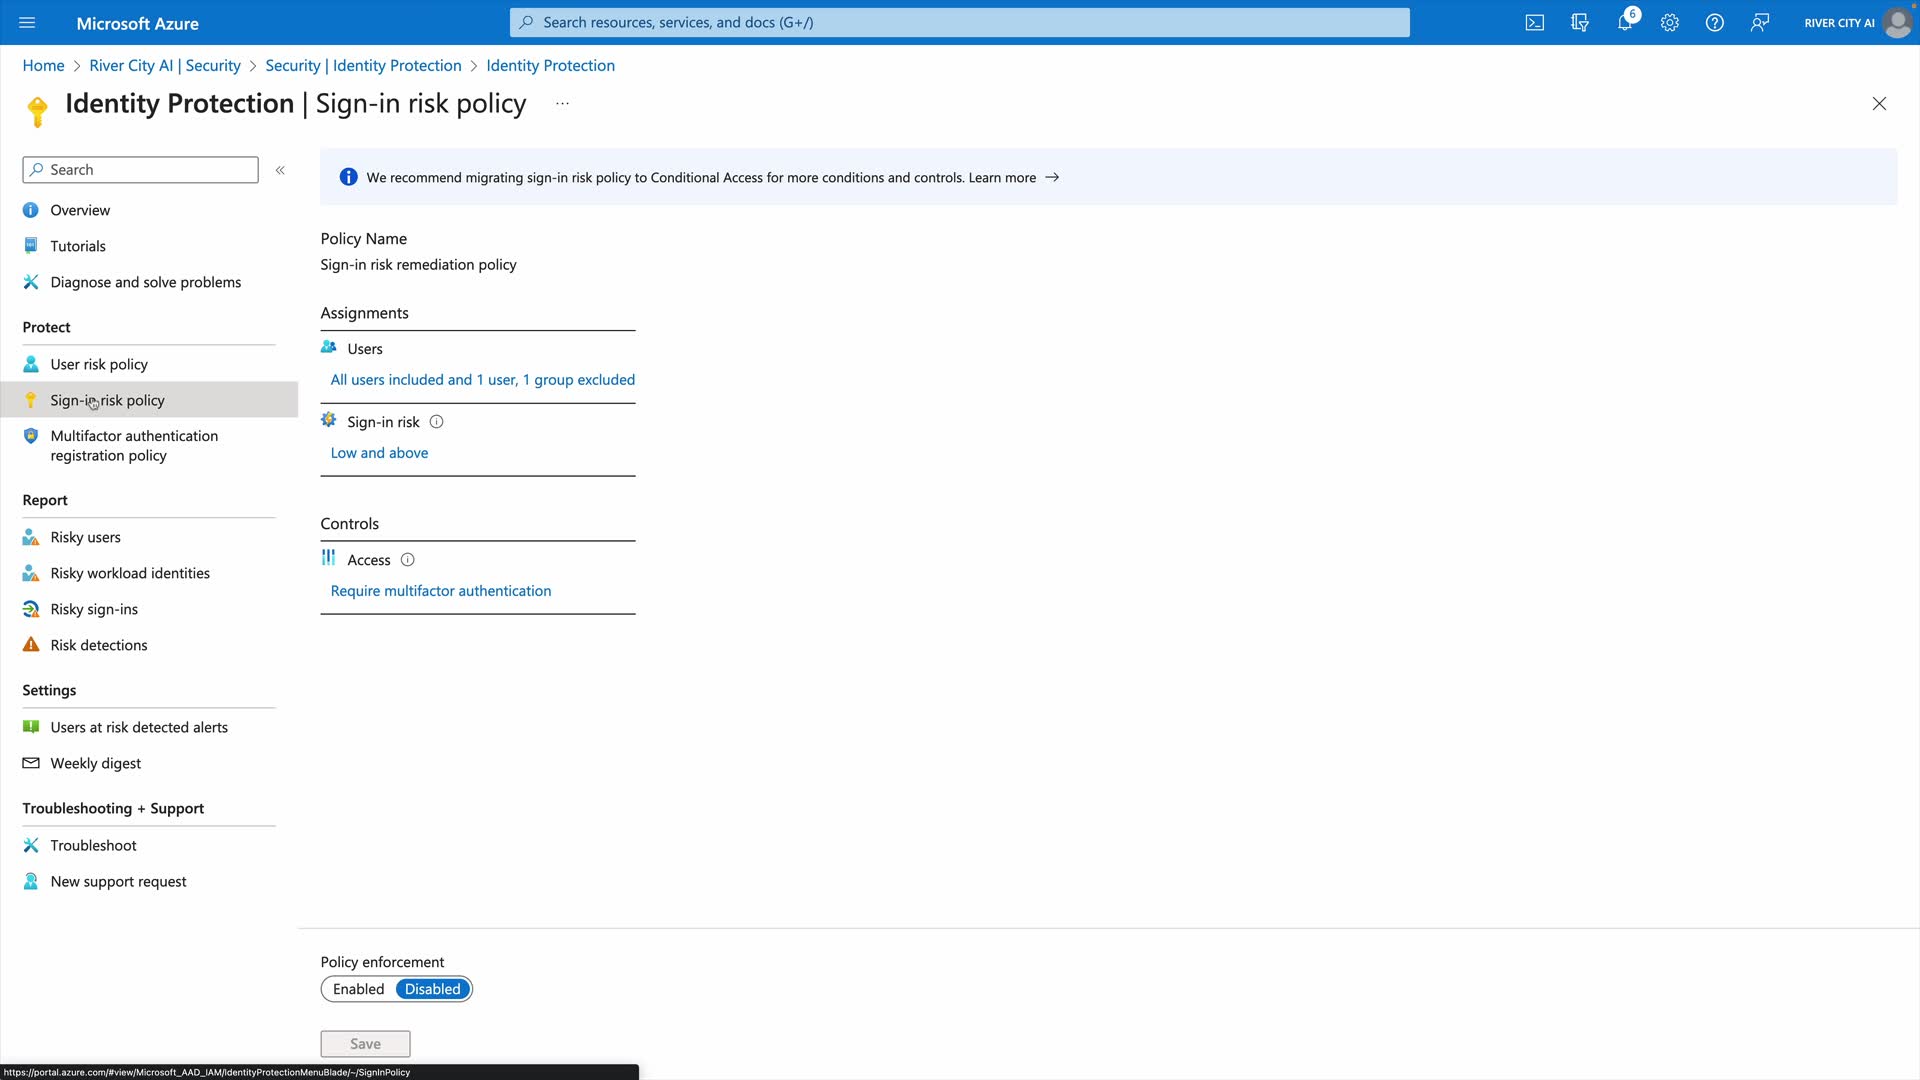 Microsoft Azure
Search resources, services, and docs (G+/)
6
RIVER CITY AI
Home > River City AI | Security > Security | Identity Protection > Identity Protection
Identity Protection | Sign-in risk policy ...
Search
«
Overview
Tutorials
Diagnose and solve problems
Protect
User risk policy
Sign-in risk policy
Multifactor authentication
registration policy
Report
Risky users
Risky workload identities
Risky sign-ins
Risk detections
Settings
Users at risk detected alerts
Weekly digest
Troubleshooting + Support
Troubleshoot
New support request
We recommend migrating sign-in risk policy to Conditional Access for more conditions and controls. Learn more →
Policy Name
Sign-in risk remediation policy
Assignments
Users
All users included and 1 user, 1 group excluded
Sign-in risk
Low and above
Controls
Access
Require multifactor authentication
Policy enforcement
Enabled Disabled
Save
https://portal.azure.com/#view/Microsoft_AAD_IAM/IdentityProtectionMenuBlade/~/SignInPolicy